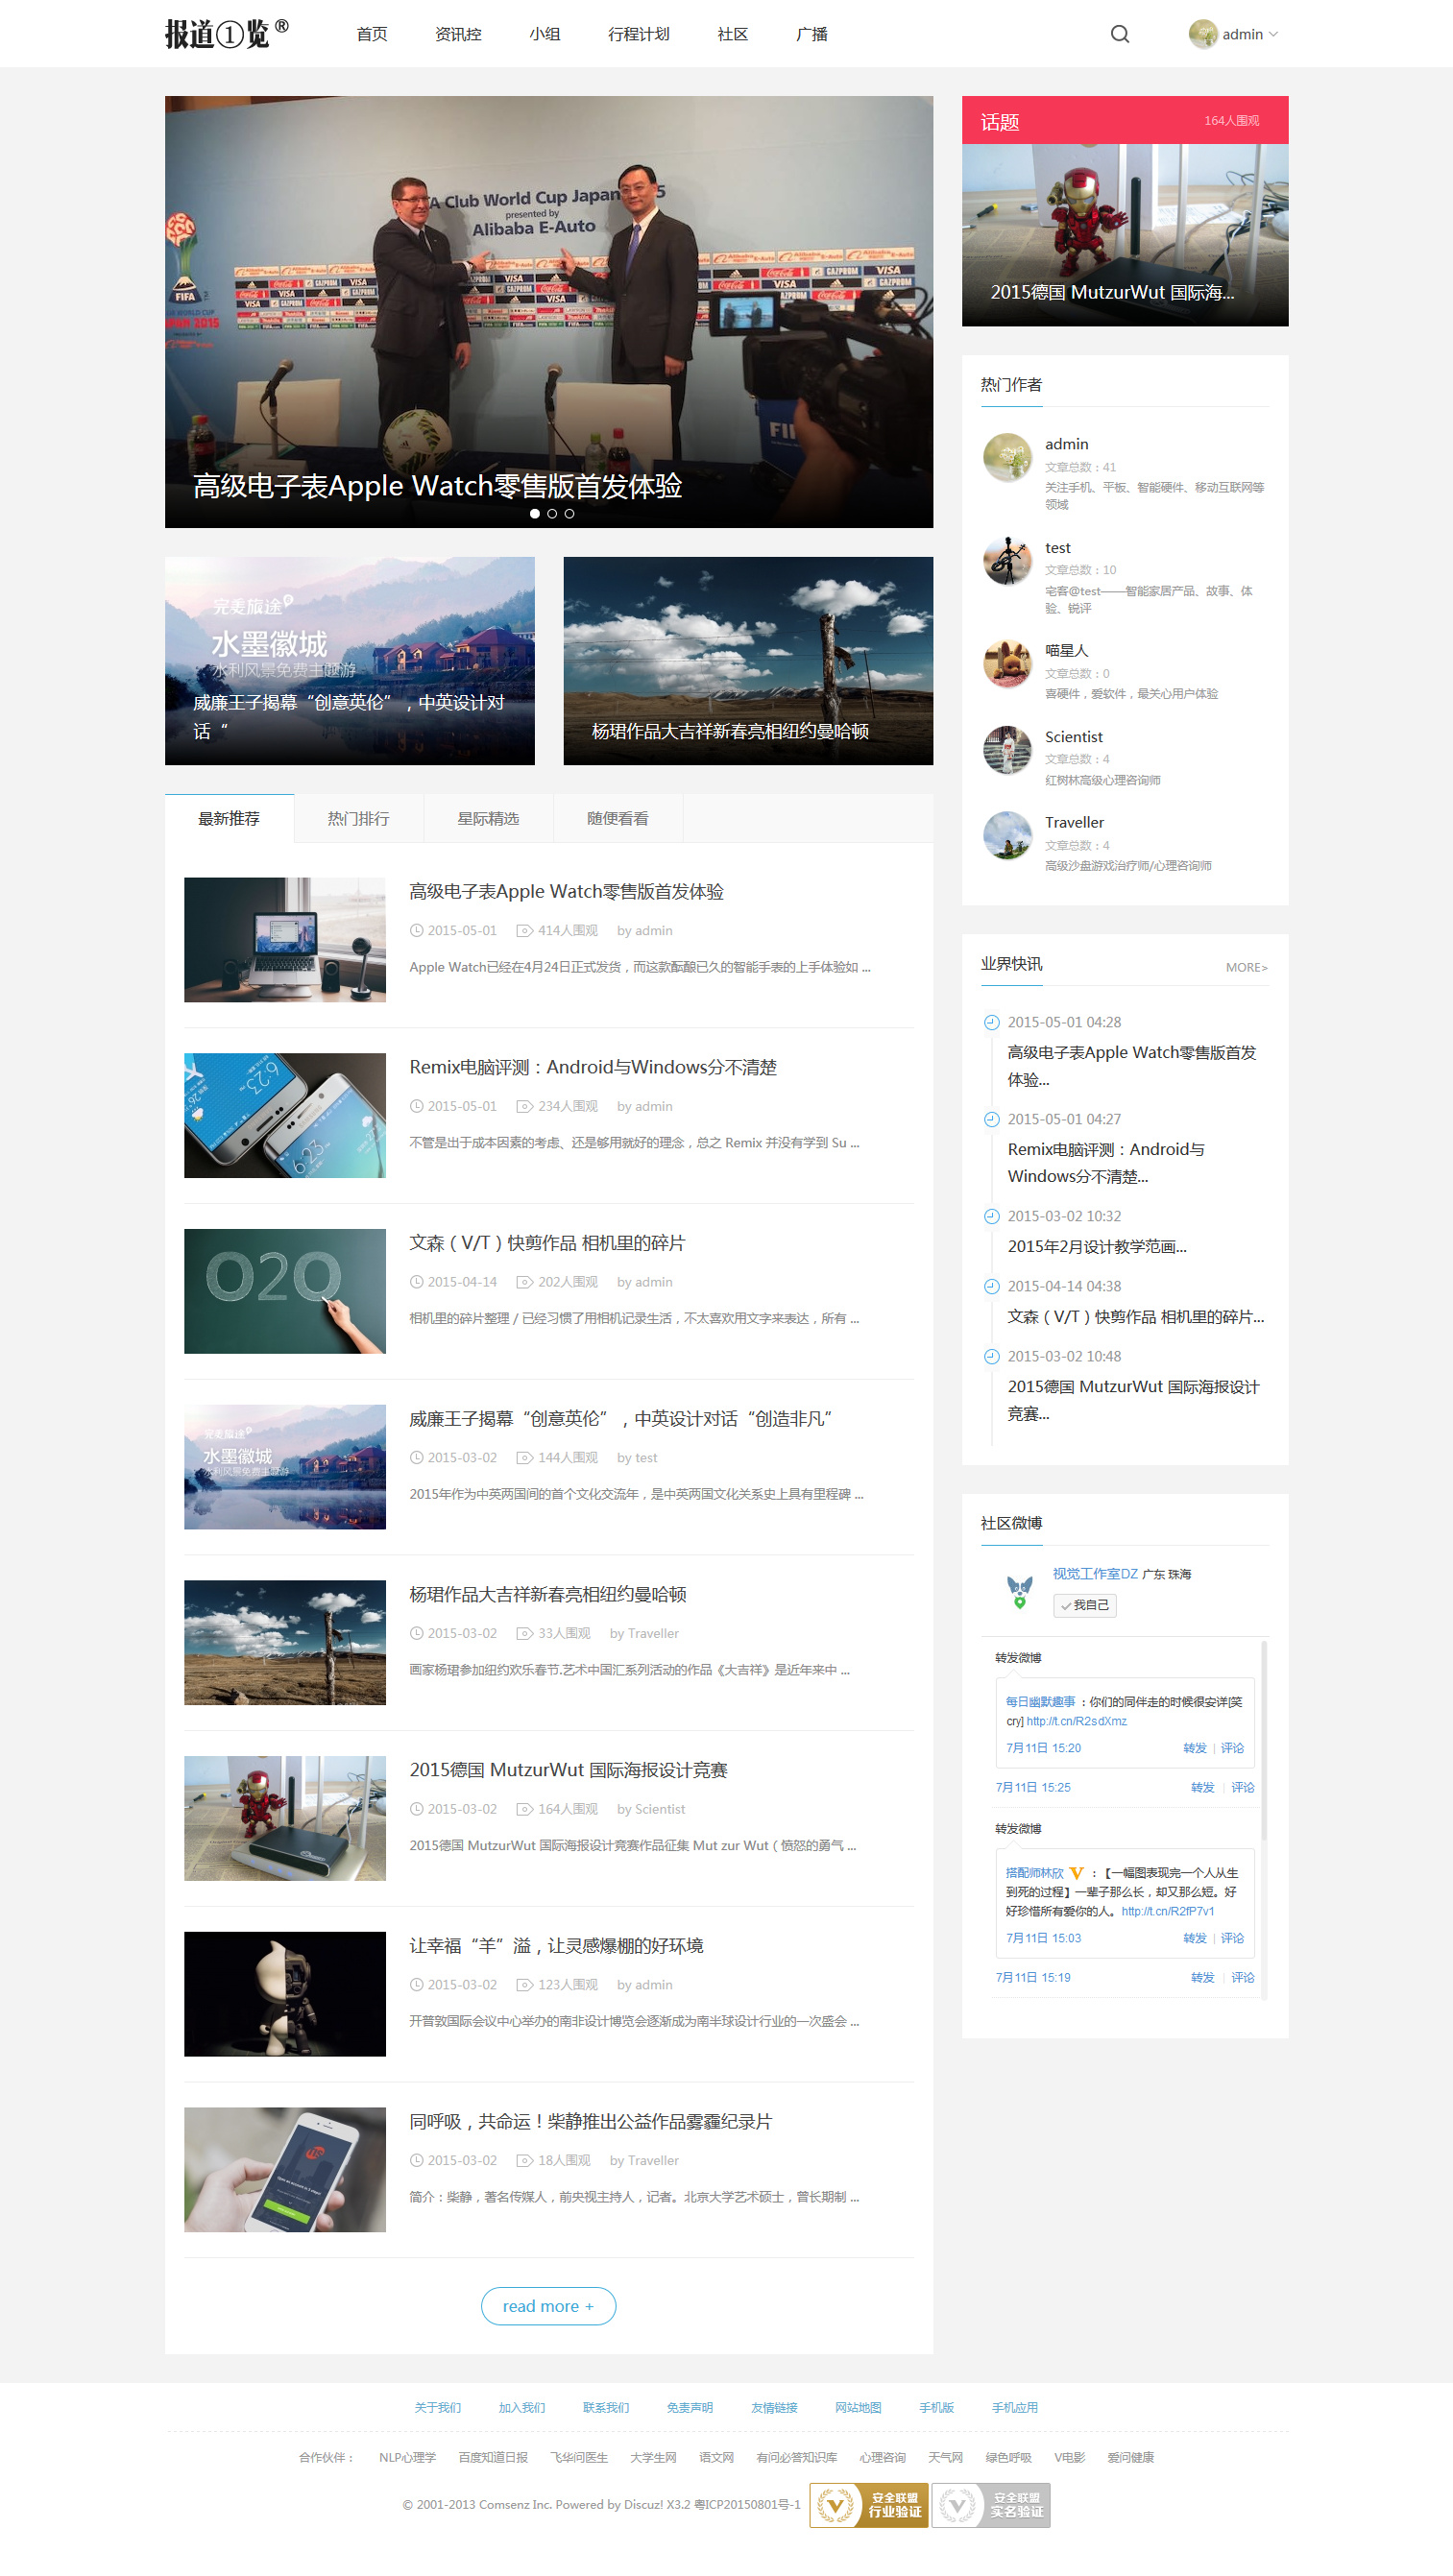 报道①览®
首页 资讯控 小组 行程计划 社区 广播
admin
A Club World Cup Japan 5
presented by
Alibaba E-Auto
FIFA
高级电子表Apple Watch零售版首发体验
话题 164人围观
2015德国 MutzurWut 国际海...
完美旅途
水墨徽城
水利风景免费主题游
威廉王子揭幕“创意英伦”，中英设计对
话“
杨珺作品大吉祥新春亮相纽约曼哈顿
热门作者
admin
文章总数：41
关注手机、平板、智能硬件、移动互联网等
领域
test
文章总数：10
宅客@test——智能家居产品、故事、体
验、锐评
喵星人
文章总数：0
喜硬件，爱软件，最关心用户体验
Scientist
文章总数：4
红树林高级心理咨询师
Traveller
文章总数：4
高级沙盘游戏治疗师/心理咨询师
最新推荐 热门排行 星际精选 随便看看
高级电子表Apple Watch零售版首发体验
2015-05-01 414人围观 by admin
Apple Watch已经在4月24日正式发货，而这款酝酿已久的智能手表的上手体验如 ...
Remix电脑评测：Android与Windows分不清楚
2015-05-01 234人围观 by admin
不管是出于成本因素的考虑、还是够用就好的理念，总之 Remix 并没有学到 Su ...
6:23
6:23
O2O
文森（V/T）快剪作品 相机里的碎片
2015-04-14 202人围观 by admin
相机里的碎片整理 / 已经习惯了用相机记录生活，不太喜欢用文字来表达，所有 ...
完美旅途
水墨徽城
水利风景免费主题游
威廉王子揭幕“创意英伦”，中英设计对话“创造非凡”
2015-03-02 144人围观 by test
2015年作为中英两国间的首个文化交流年，是中英两国文化关系史上具有里程碑 ...
杨珺作品大吉祥新春亮相纽约曼哈顿
2015-03-02 33人围观 by Traveller
画家杨珺参加纽约欢乐春节.艺术中国汇系列活动的作品《大吉祥》是近年来中 ...
2015德国 MutzurWut 国际海报设计竞赛
2015-03-02 164人围观 by Scientist
2015德国 MutzurWut 国际海报设计竞赛作品征集 Mut zur Wut（愤怒的勇气 ...
让幸福“羊”溢，让灵感爆棚的好环境
2015-03-02 123人围观 by admin
开普敦国际会议中心举办的南非设计博览会逐渐成为南半球设计行业的一次盛会 ...
同呼吸，共命运！柴静推出公益作品雾霾纪录片
2015-03-02 18人围观 by Traveller
简介：柴静，著名传媒人，前央视主持人，记者。北京大学艺术硕士，曾长期制 ...
read more +
业界快讯 MORE>
2015-05-01 04:28
高级电子表Apple Watch零售版首发
体验...
2015-05-01 04:27
Remix电脑评测：Android与
Windows分不清楚...
2015-03-02 10:32
2015年2月设计教学范画...
2015-04-14 04:38
文森（V/T）快剪作品 相机里的碎片...
2015-03-02 10:48
2015德国 MutzurWut 国际海报设计
竞赛...
社区微博
视觉工作室DZ 广东 珠海
我自己
转发微博
每日幽默趣事 ：你们的同伴走的时候很安详[笑
cry] http://t.cn/R2sdXmz
7月11日 15:20 转发 | 评论
7月11日 15:25 转发 | 评论
转发微博
搭配师林欣 V ：【一幅图表现完一个人从生
到死的过程】一辈子那么长，却又那么短。好
好珍惜所有爱你的人。http://t.cn/R2fP7v1
7月11日 15:03 转发 | 评论
7月11日 15:19 转发 | 评论
关于我们 加入我们 联系我们 免责声明 友情链接 网站地图 手机版 手机应用
合作伙伴： NLP心理学 百度知道日报 飞华问医生 大学生网 语文网 有问必答知识库 心理咨询 天气网 绿色呼吸 V电影 爱问健康
© 2001-2013 Comsenz Inc. Powered by Discuz! X3.2 粤ICP20150801号-1
安全联盟
行业验证
安全联盟
实名验证